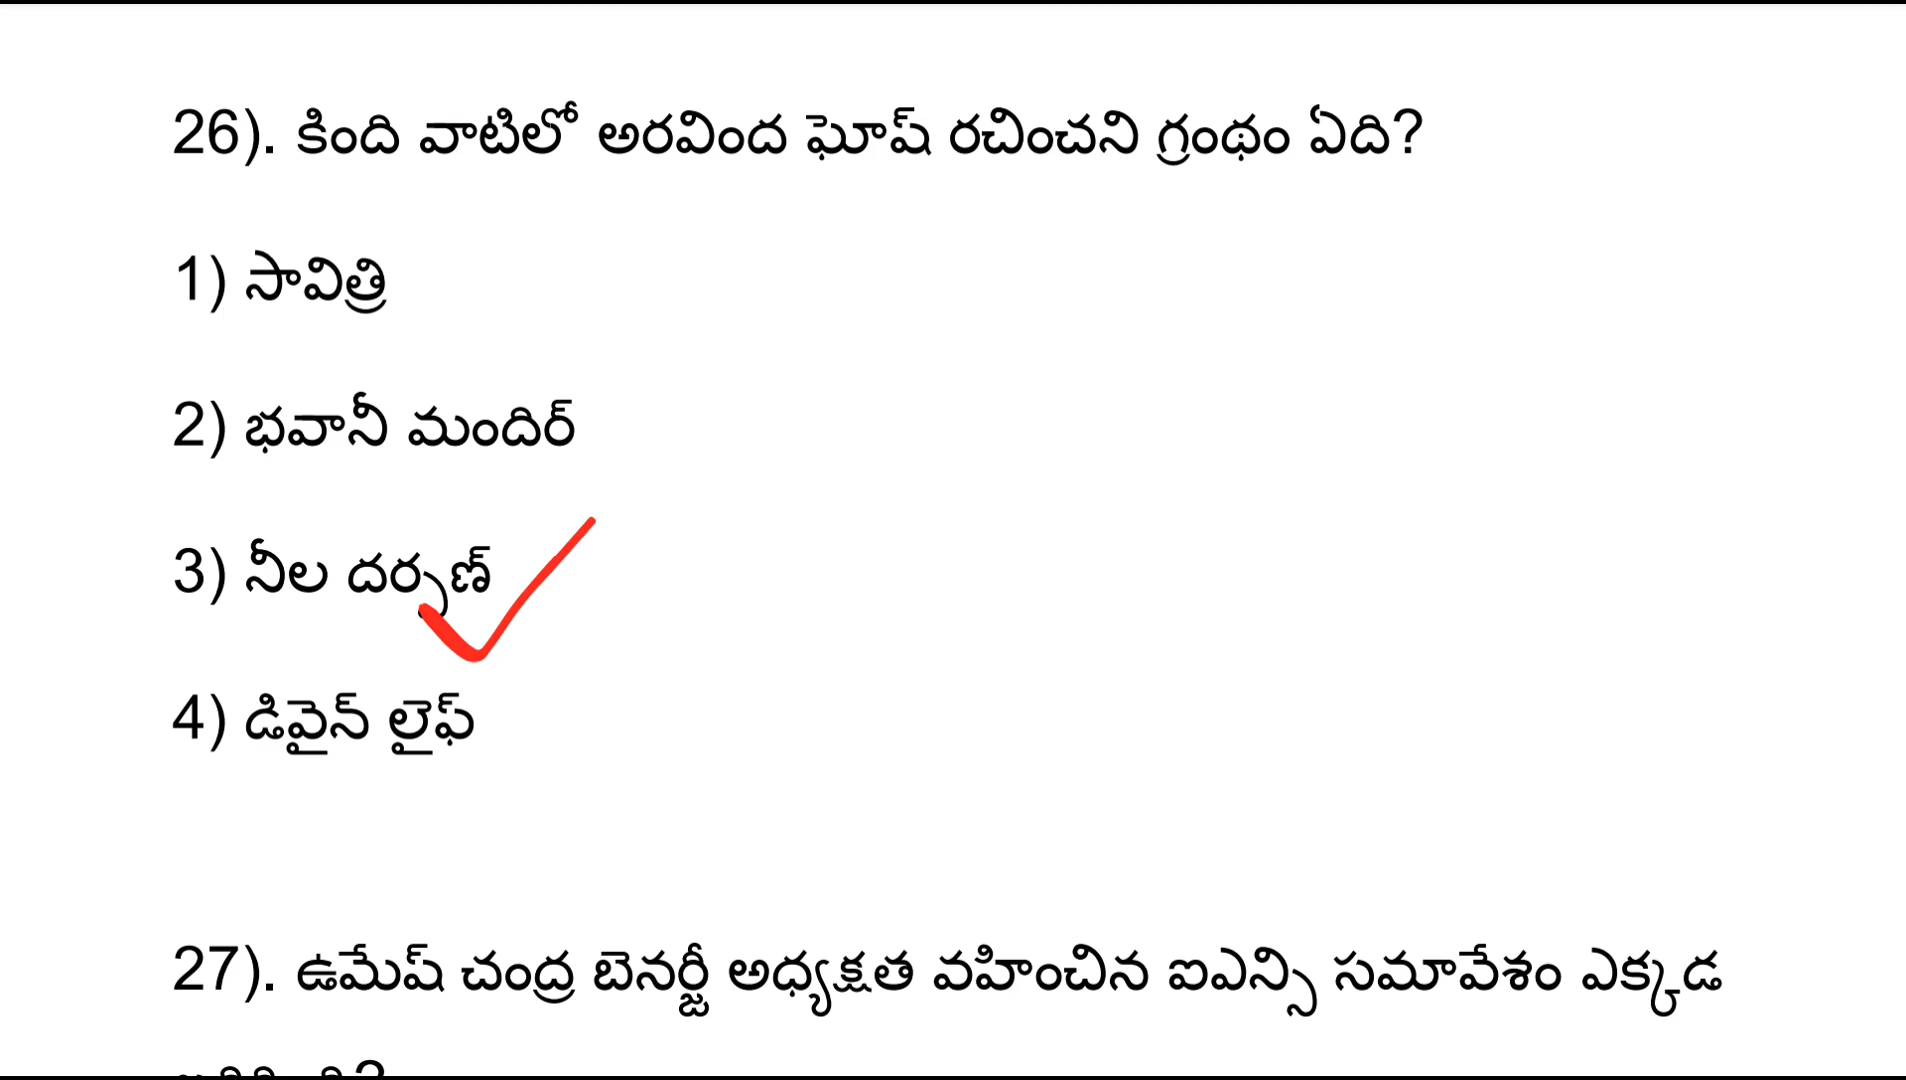 26). కింది వాటిలో అరవింద ఘోష్ రచించని గ్రంథం ఏది?
1) సావిత్రి
2) భవానీ మందిర్
3) నీల దర్పణ్
4) డివైన్ లైఫ్
27). ఉమేష్ చంద్ర బెనర్జీ అధ్యక్షత వహించిన ఐఎన్సి సమావేశం ఎక్కడ